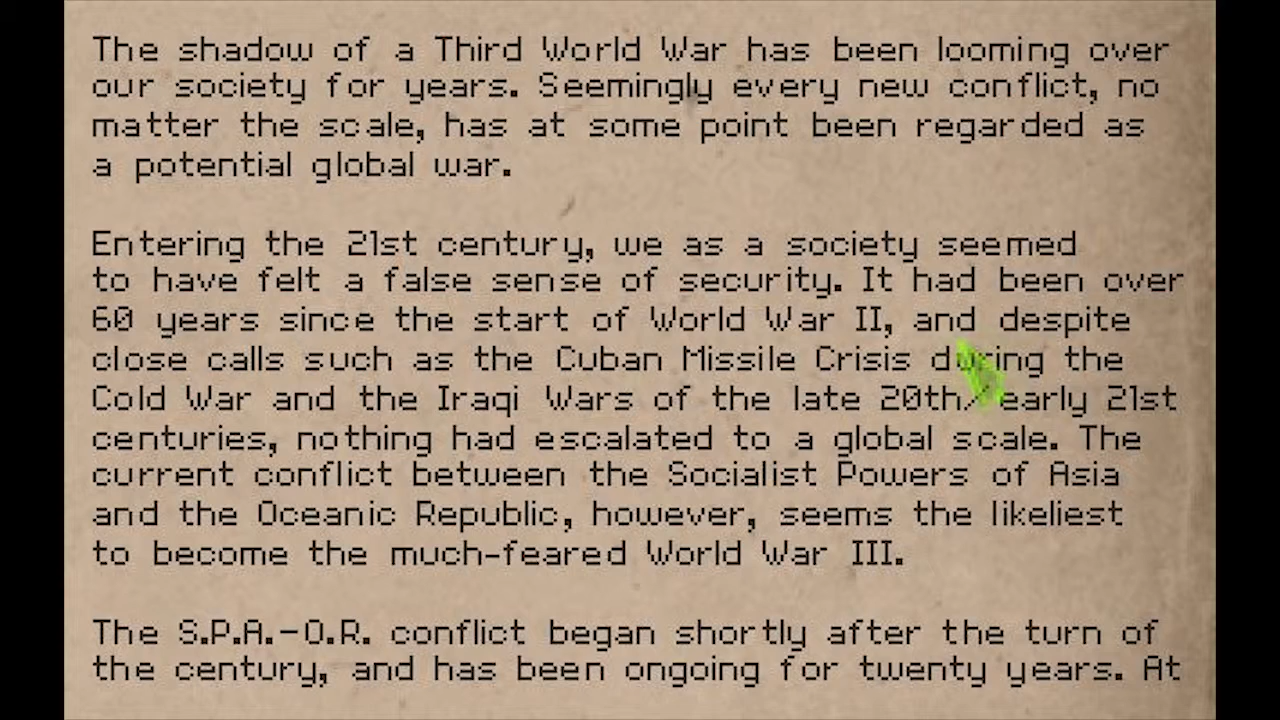 The shadow of a Third World War has been looming over
our society for years. Seemingly every new conflict, no
matter the scale, has at some point been regarded as
a potential global war.
Entering the 21st century, we as a society seemed
to have felt a false sense of security. It had been over
60 years since the start of World War II, and despite
close calls such as the Cuban Missile Crisis during the
Cold War and the Iraqi Wars of the late 20th/early 21st
centuries, nothing had escalated to a global scale. The
current conflict between the Socialist Powers of Asia
and the Oceanic Republic, however, seems the likeliest
to become the much-feared World War III.
The S.P.A.-O.R. conflict began shortly after the turn of
the century, and has been ongoing for twenty years. At